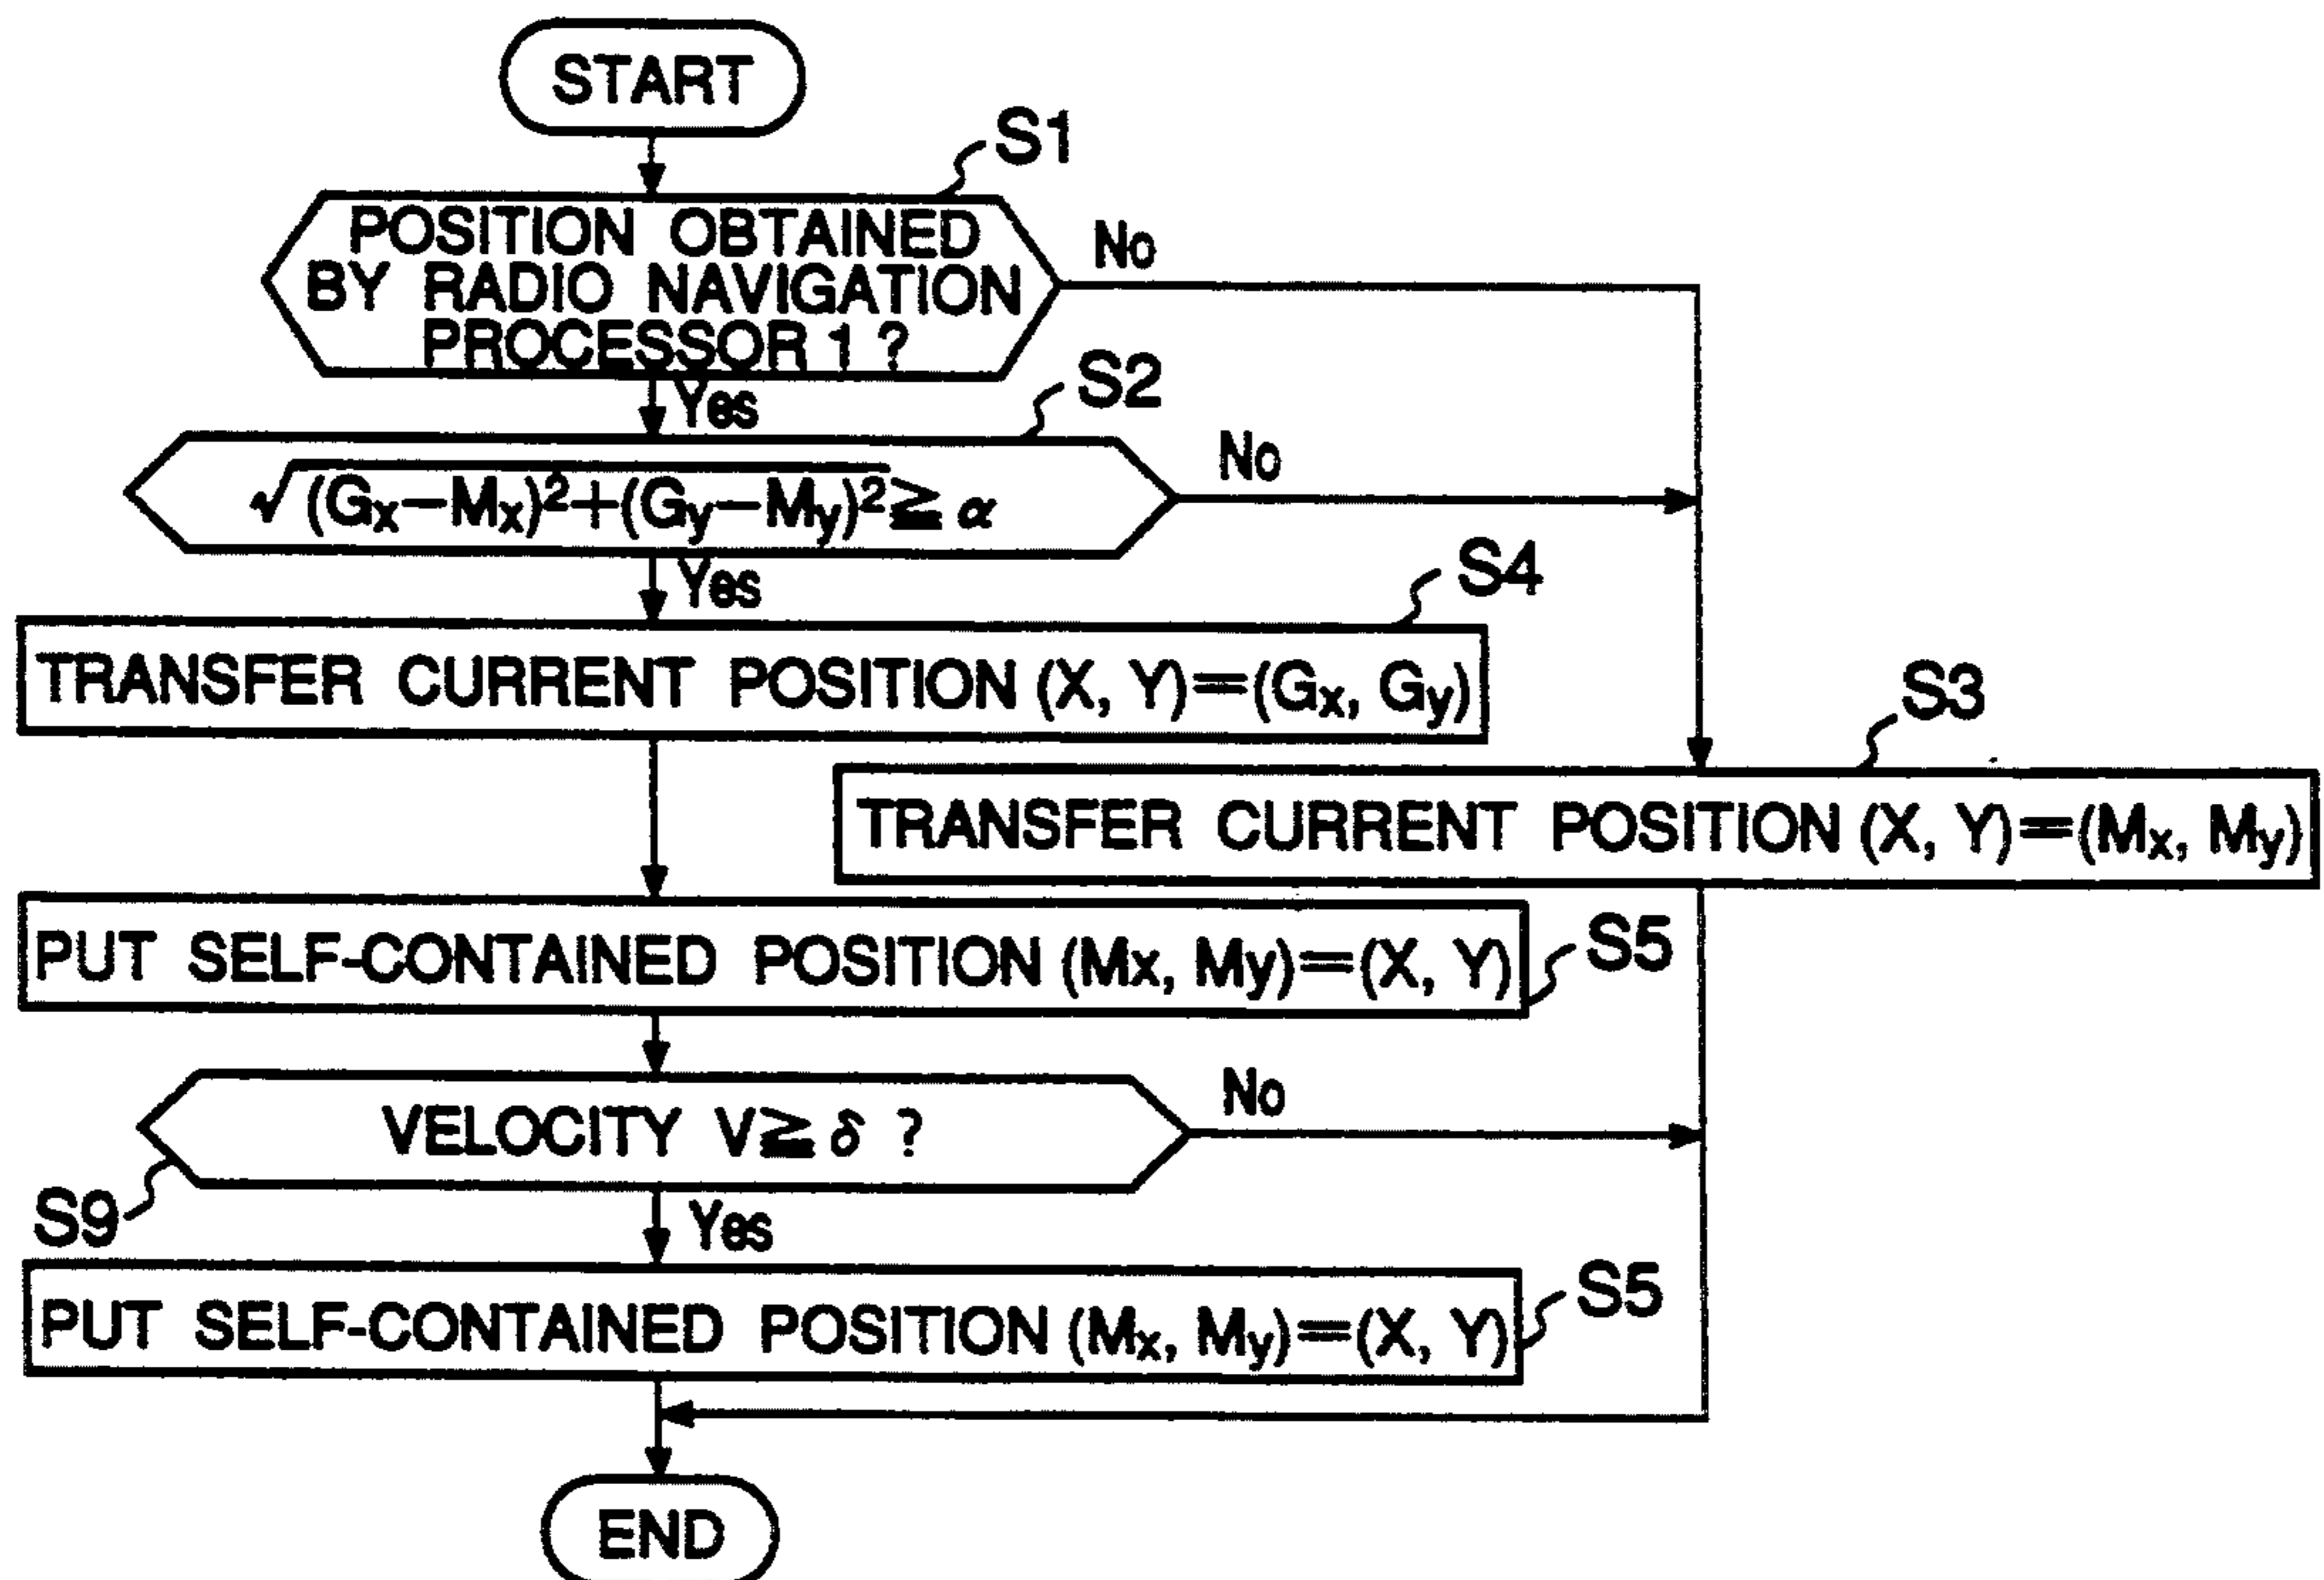 START
S1
POSITION OBTAINED
BY RADIO NAVIGATION
PROCESSOR 1 ?
No
Yes
S2
√(Gx−Mx)²+(Gy−My)²≧α
No
Yes
S4
TRANSFER CURRENT POSITION (X, Y)=(Gx, Gy)
S3
TRANSFER CURRENT POSITION (X, Y)=(Mx, My)
PUT SELF-CONTAINED POSITION (Mx, My)=(X, Y)
S5
VELOCITY V≧δ ?
No
S9
Yes
PUT SELF-CONTAINED POSITION (Mx, My)=(X, Y)
S5
END